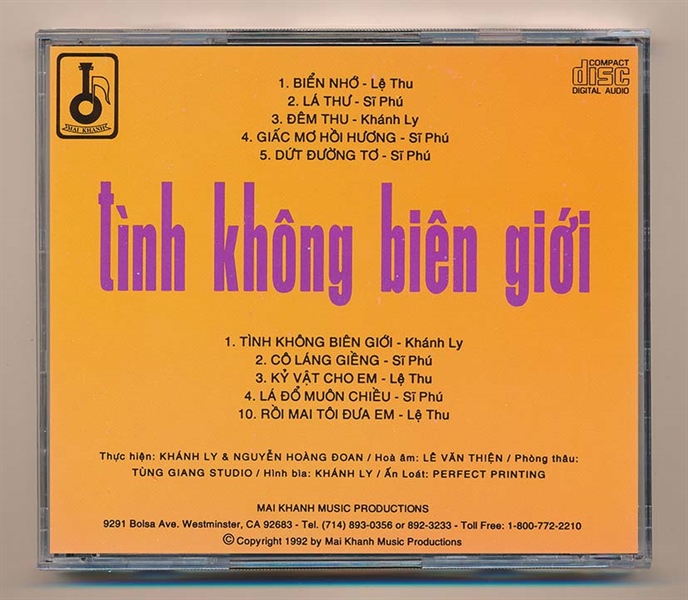 MAI KHANH
COMPACT
disc
DIGITAL AUDIO
1. BIỂN NHỚ - Lệ Thu
2. LÁ THƯ - Sĩ Phú
3. ĐÊM THU - Khánh Ly
4. GIẤC MƠ HỒI HƯƠNG - Sĩ Phú
5. DỨT ĐƯỜNG TƠ - Sĩ Phú
tình không biên giới
1. TÌNH KHÔNG BIÊN GIỚI - Khánh Ly
2. CÔ LÁNG GIỀNG - Sĩ Phú
3. KỶ VẬT CHO EM - Lệ Thu
4. LÁ ĐỔ MUÔN CHIỀU - Sĩ Phú
10. RỒI MAI TÔI ĐƯA EM - Lệ Thu
Thực hiện: KHÁNH LY & NGUYỄN HOÀNG ĐOAN / Hoà âm: LÊ VĂN THIỆN / Phòng thâu:
TÙNG GIANG STUDIO / Hình bìa: KHÁNH LY / Ấn Loát: PERFECT PRINTING
MAI KHANH MUSIC PRODUCTIONS
9291 Bolsa Ave. Westminster, CA 92683 - Tel. (714) 893-0356 or 892-3233 - Toll Free: 1-800-772-2210
© Copyright 1992 by Mai Khanh Music Productions